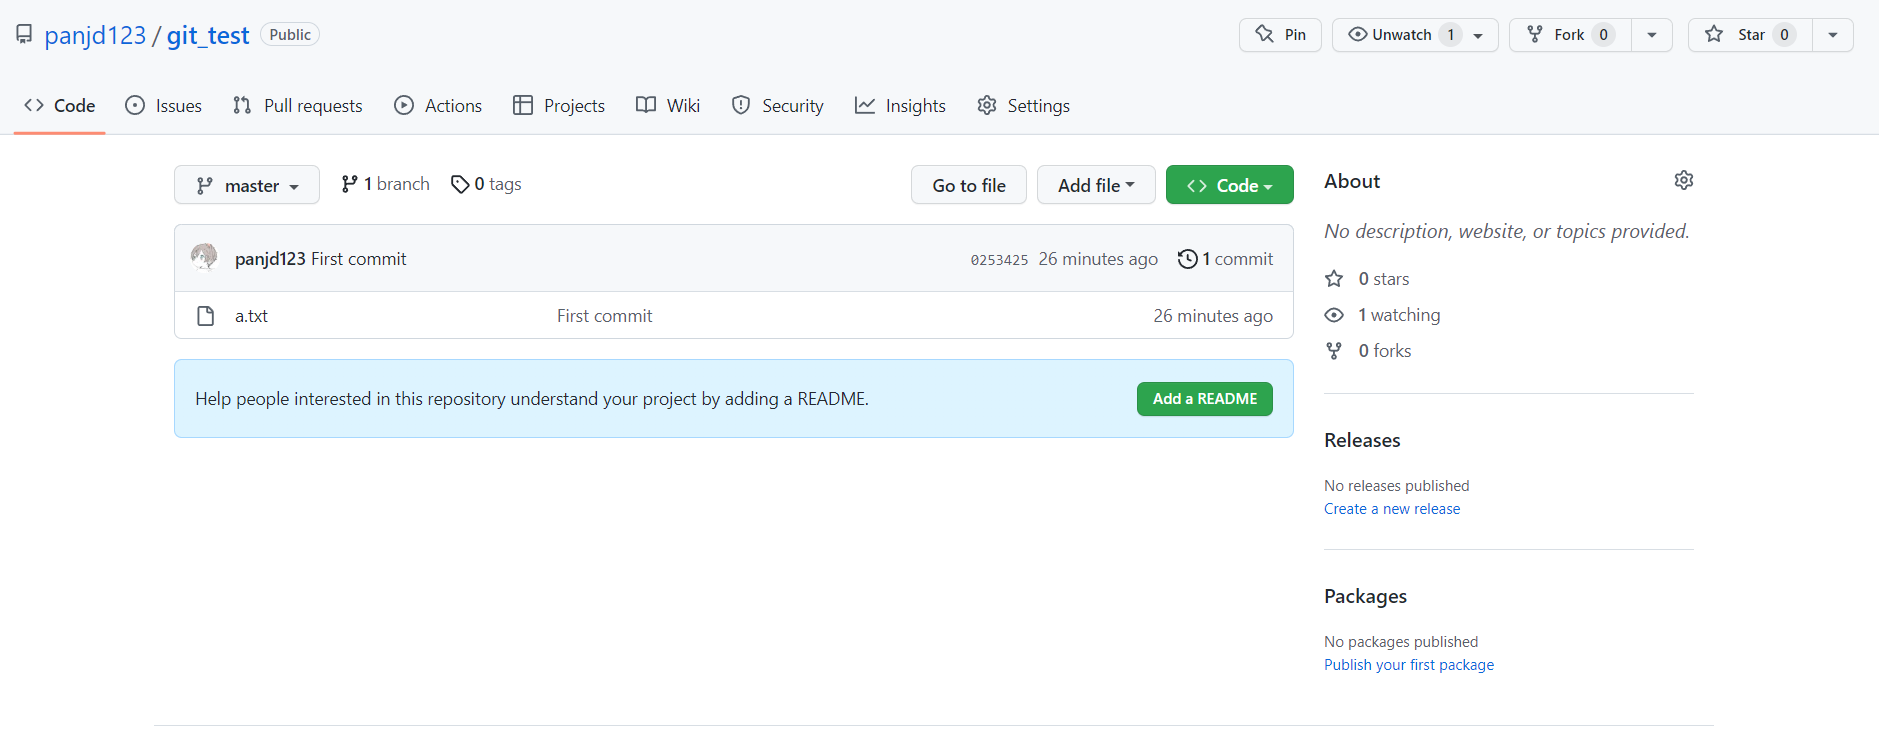 panjd123 / git_test Public
Pin Unwatch 1 Fork 0 Star 0
Code Issues Pull requests Actions Projects Wiki Security Insights Settings
master 1 branch 0 tags Go to file Add file Code
panjd123 First commit 0253425 26 minutes ago 1 commit
a.txt First commit 26 minutes ago
Help people interested in this repository understand your project by adding a README. Add a README
About
No description, website, or topics provided.
0 stars
1 watching
0 forks
Releases
No releases published
Create a new release
Packages
No packages published
Publish your first package